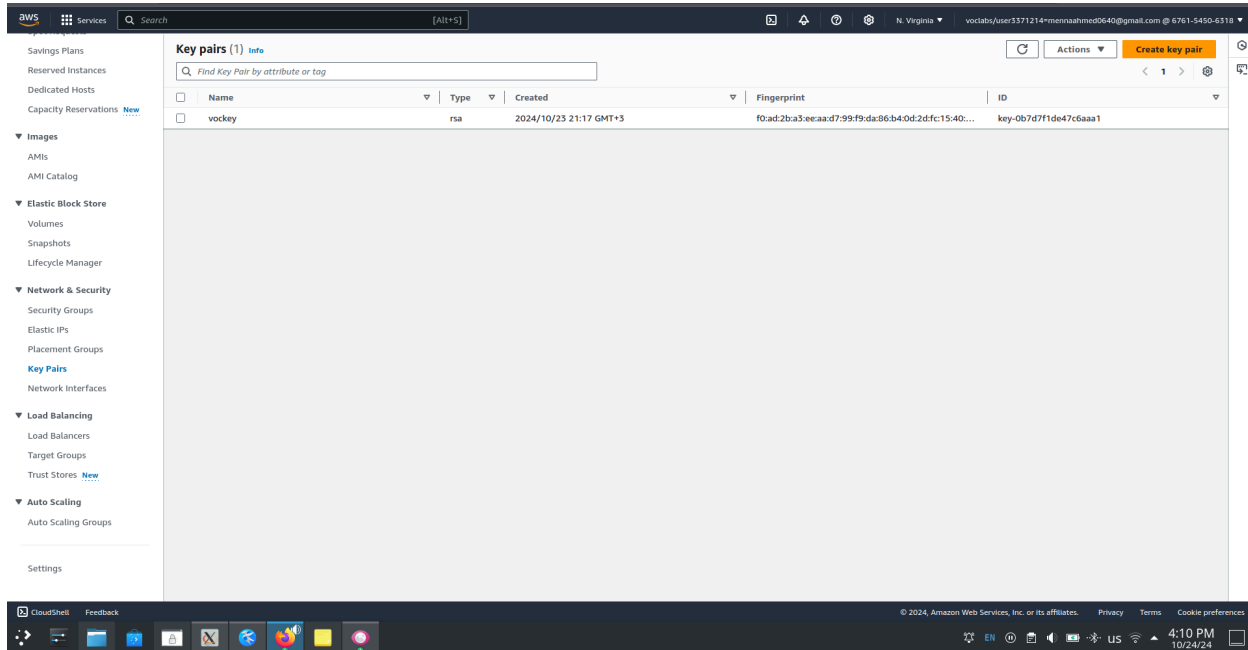 aws Services Search [Alt+S] N. Virginia ▼ voclabs/user3371214=mennaahmed0640@gmail.com @ 6761-5450-6318 ▼
Savings Plans
Reserved Instances
Dedicated Hosts
Capacity Reservations New
▼ Images
AMIs
AMI Catalog
▼ Elastic Block Store
Volumes
Snapshots
Lifecycle Manager
▼ Network & Security
Security Groups
Elastic IPs
Placement Groups
Key Pairs
Network Interfaces
▼ Load Balancing
Load Balancers
Target Groups
Trust Stores New
▼ Auto Scaling
Auto Scaling Groups
Settings
Key pairs (1) Info Actions ▼ Create key pair
Find Key Pair by attribute or tag < 1 >
Name Type Created Fingerprint ID
vockey rsa 2024/10/23 21:17 GMT+3 f0:ad:2b:a3:ee:aa:d7:99:f9:da:86:b4:0d:2d:fc:15:40:... key-0b7d7f1de47c6aaa1
CloudShell Feedback © 2024, Amazon Web Services, Inc. or its affiliates. Privacy Terms Cookie preferences
EN US 4:10 PM
10/24/24